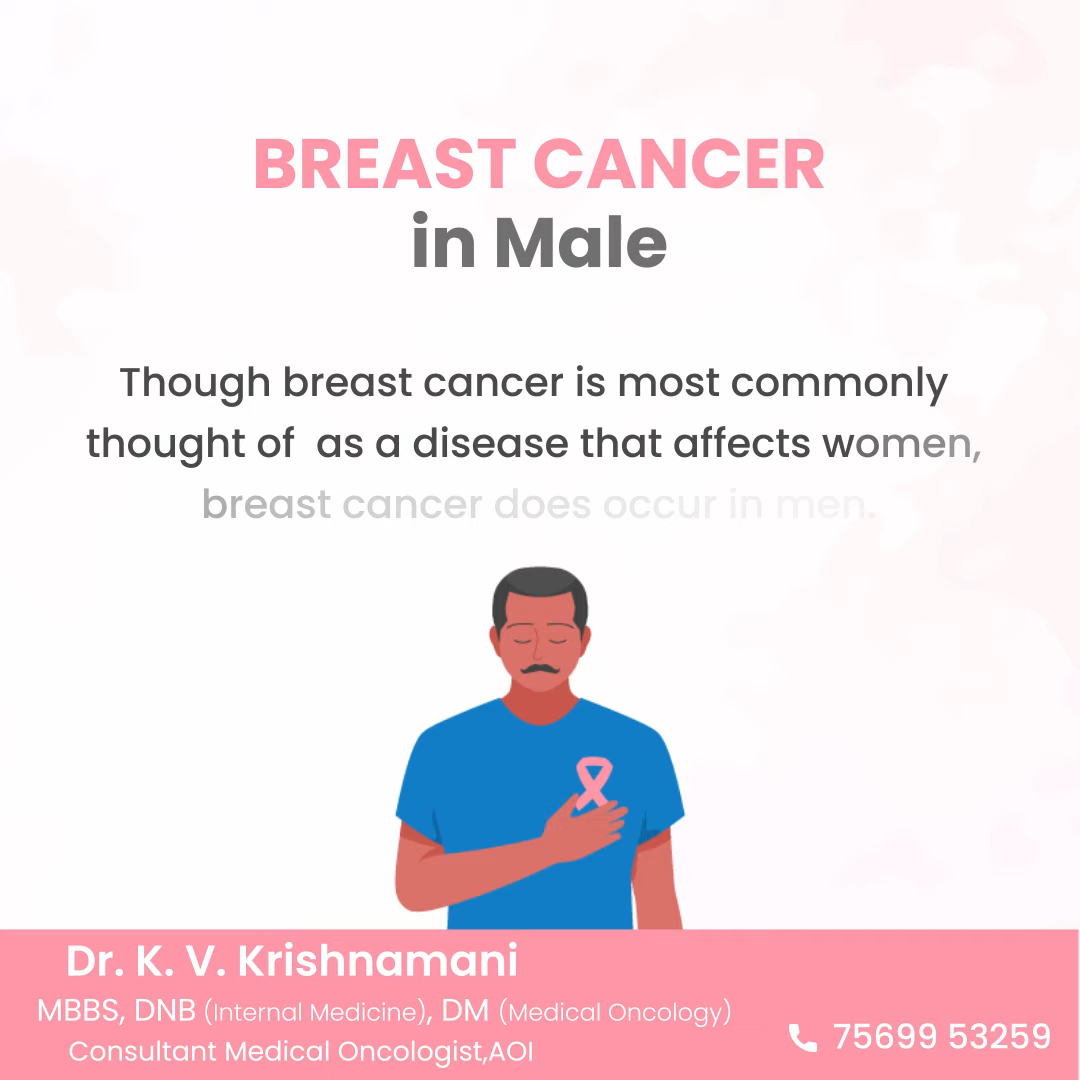 BREAST CANCER
in Male
Though breast cancer is most commonly
thought of as a disease that affects women,
breast cancer does occur in men.
Dr. K. V. Krishnamani
MBBS, DNB (Internal Medicine), DM (Medical Oncology)
Consultant Medical Oncologist,AOI
75699 53259